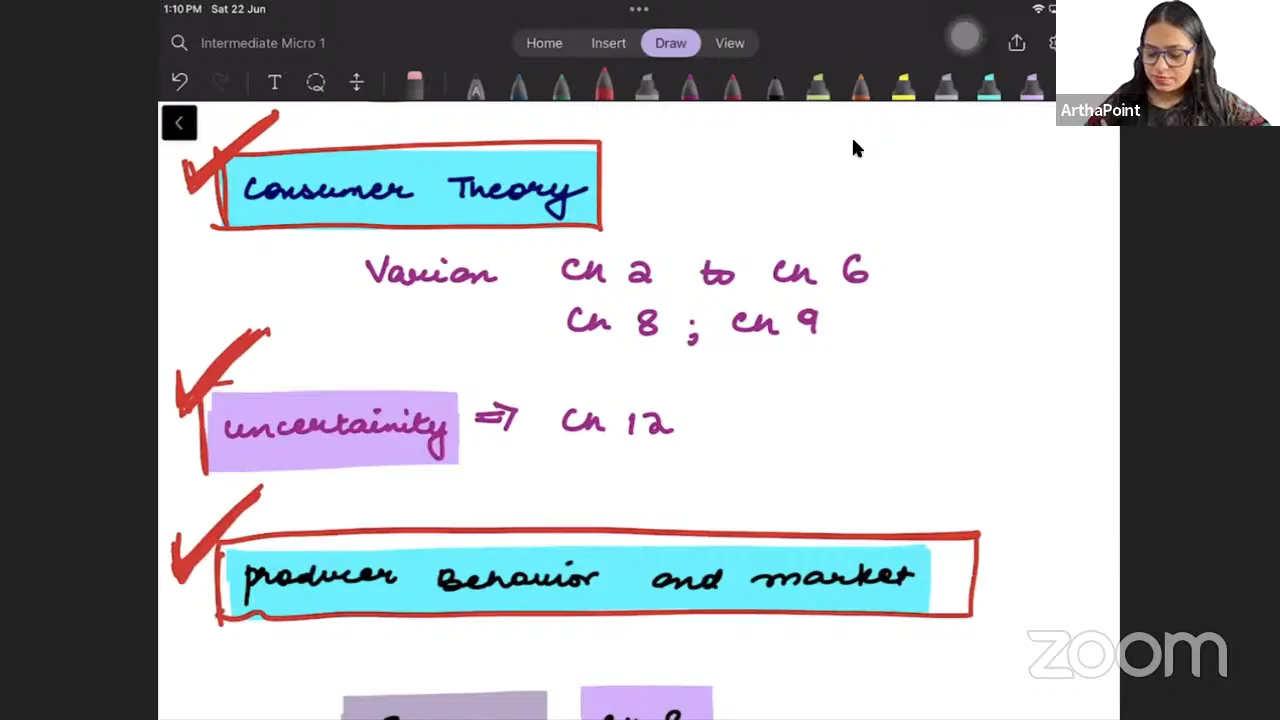 1:10 PM Sat 22 Jun
Intermediate Micro 1 Home Insert Draw View
ArthaPoint
Consumer Theory
Varian Ch 2 to Ch 6
Ch 8 ; Ch 9
uncertainity ⇒ Ch 12
producer Behavior and market
zoom